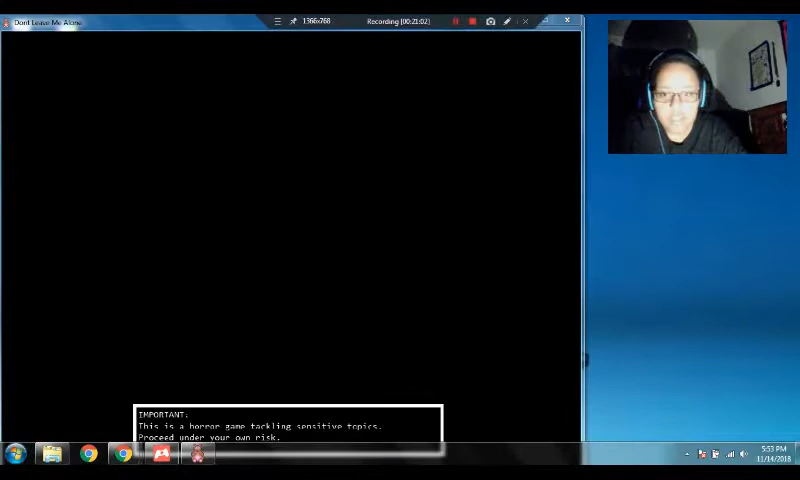 Dont Leave Me Alone
1366x768
Recording [00:21:02]
IMPORTANT:
This is a horror game tackling sensitive topics.
Proceed under your own risk.
5:53 PM
11/14/2018